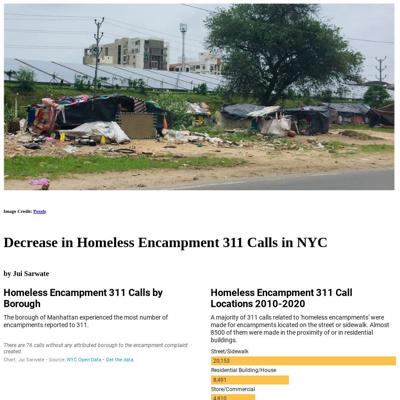 Image Credit: Pexels
Decrease in Homeless Encampment 311 Calls in NYC
by Jui Sarwate
Homeless Encampment 311 Calls by
Borough
The borough of Manhattan experienced the most number of
encampments reported to 311.
There are 76 calls without any attributed borough to the encampment complaint
created
Chart: Jui Sarwate • Source: NYC Open Data • Get the data
Homeless Encampment 311 Call
Locations 2010-2020
A majority of 311 calls related to 'homeless encampments' were
made for encampments located on the street or sidewalk. Almost
8500 of them were made in the proximity of or in residential
buildings.
Street/Sidewalk
20,153
Residential Building/House
8,491
Store/Commercial
4,810